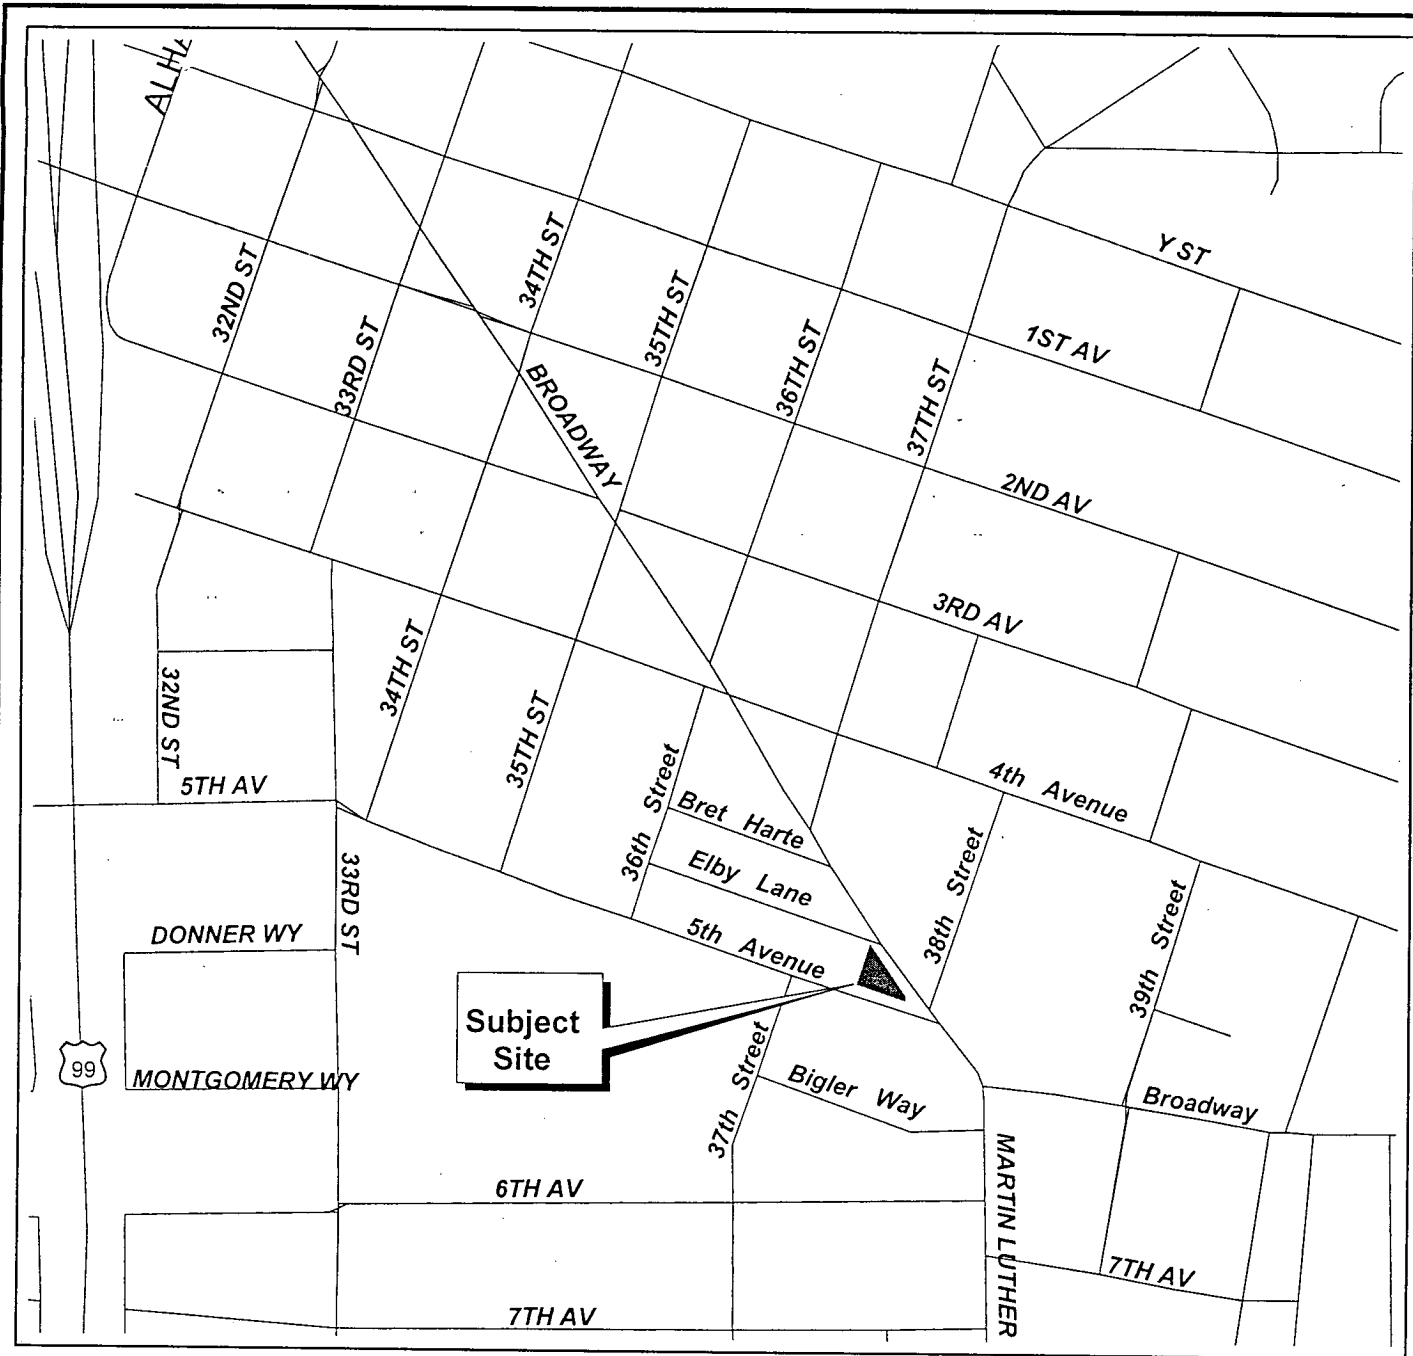 ALHA
Y ST
32ND ST
33RD ST
34TH ST
35TH ST
36TH ST
37TH ST
1ST AV
BROADWAY
2ND AV
3RD AV
34TH ST
35TH ST
32ND ST
5TH AV
36th Street
Bret Harte
Elby Lane
5th Avenue
4th Avenue
38th Street
39th Street
33RD ST
DONNER WY
Subject
Site
99
MONTGOMERY WY
37th Street
Bigler Way
Broadway
6TH AV
MARTIN LUTHER
7TH AV
7TH AV